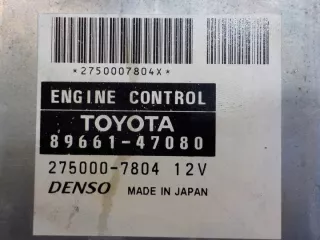 *2750007804X*
ENGINE CONTROL
TOYOTA
89661-47080
275000-7804 12V
DENSO MADE IN JAPAN